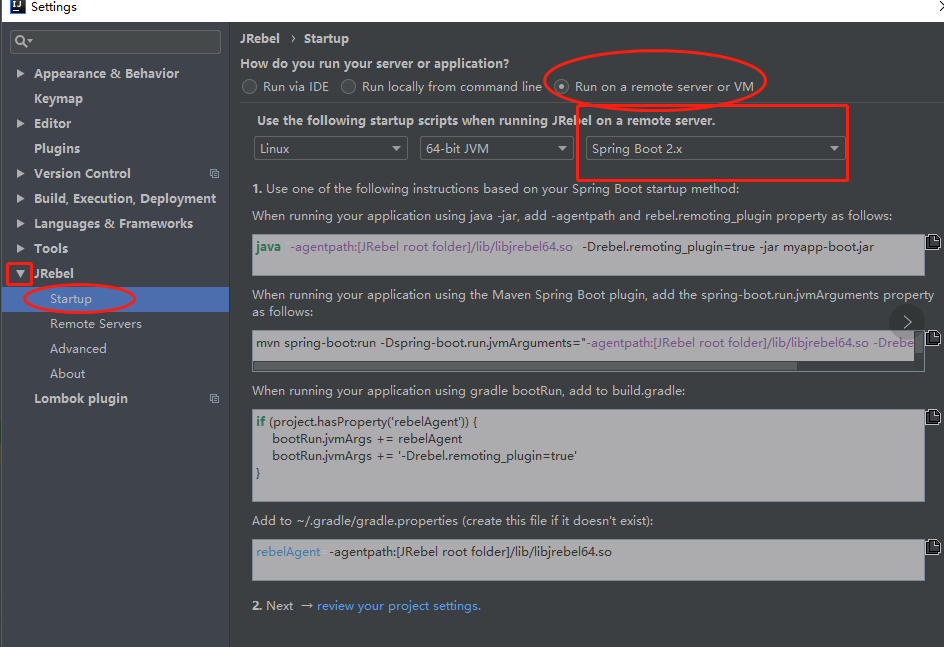 IJ Settings
Appearance & Behavior
Keymap
Editor
Plugins
Version Control
Build, Execution, Deployment
Languages & Frameworks
Tools
JRebel
Startup
Remote Servers
Advanced
About
Lombok plugin
JRebel › Startup
How do you run your server or application?
Run via IDE Run locally from command line Run on a remote server or VM
Use the following startup scripts when running JRebel on a remote server.
Linux 64-bit JVM Spring Boot 2.x
1. Use one of the following instructions based on your Spring Boot startup method:
When running your application using java -jar, add -agentpath and rebel.remoting_plugin property as follows:
java "-agentpath:[JRebel root folder]/lib/libjrebel64.so" -Drebel.remoting_plugin=true -jar myapp-boot.jar
When running your application using the Maven Spring Boot plugin, add the spring-boot.run.jvmArguments property
as follows:
mvn spring-boot:run -Dspring-boot.run.jvmArguments="-agentpath:[JRebel root folder]/lib/libjrebel64.so -Drebe
When running your application using gradle bootRun, add to build.gradle:
if (project.hasProperty('rebelAgent')) {
bootRun.jvmArgs += rebelAgent
bootRun.jvmArgs += '-Drebel.remoting_plugin=true'
}
Add to ~/.gradle/gradle.properties (create this file if it doesn't exist):
rebelAgent=-agentpath:[JRebel root folder]/lib/libjrebel64.so
2. Next → review your project settings.